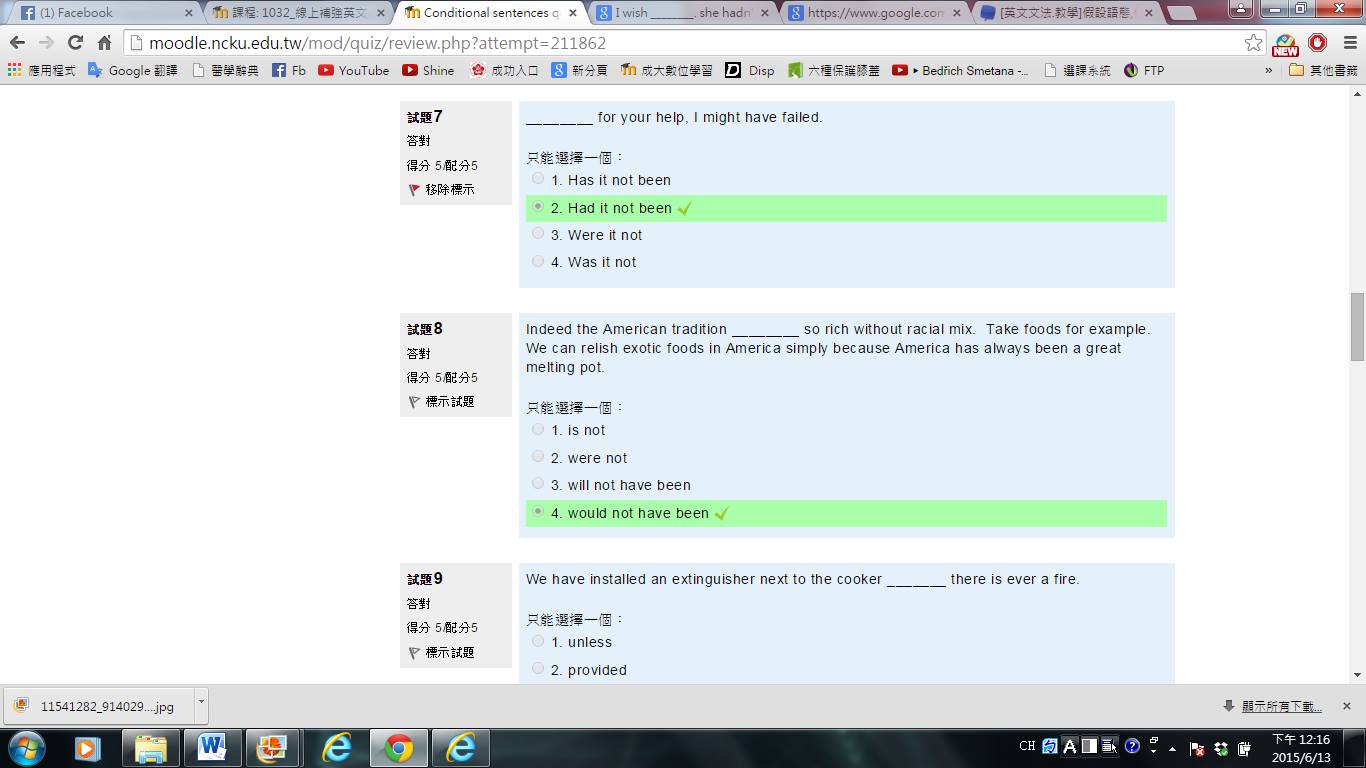 (1) Facebook
課程: 1032_線上補強英文
Conditional sentences q
I wish _______. she hadn
https://www.google.com
[英文文法.教學]假設語態.
moodle.ncku.edu.tw/mod/quiz/review.php?attempt=211862
NEW
應用程式
Google 翻譯
醫學辭典
Fb
YouTube
Shine
成功入口
新分頁
成大數位學習
Disp
六種保護膝蓋
▸ Bedřich Smetana -...
選課系統
FTP
»
其他書籤
試題7
答對
得分 5/配分5
移除標示
________ for your help, I might have failed.
只能選擇一個：
1. Has it not been
2. Had it not been
3. Were it not
4. Was it not
試題8
答對
得分 5/配分5
標示試題
Indeed the American tradition ________ so rich without racial mix. Take foods for example.
We can relish exotic foods in America simply because America has always been a great
melting pot.
只能選擇一個：
1. is not
2. were not
3. will not have been
4. would not have been
試題9
答對
得分 5/配分5
標示試題
We have installed an extinguisher next to the cooker _______ there is ever a fire.
只能選擇一個：
1. unless
2. provided
11541282_914029....jpg
顯示所有下載...
CH
下午 12:16
2015/6/13